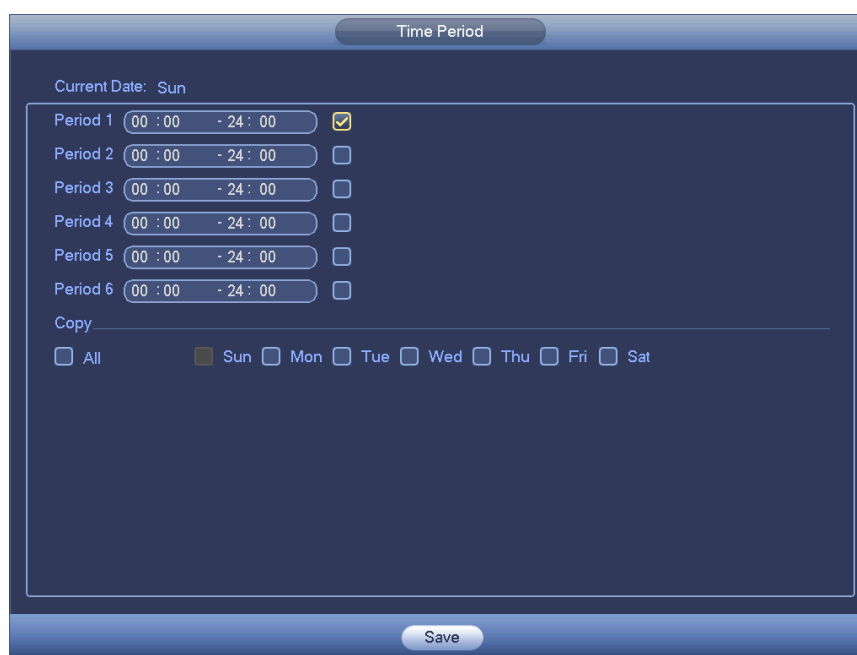 Time Period
Current Date: Sun
Period 1 00 :00 - 24 : 00
Period 2 00 :00 - 24 : 00
Period 3 00 :00 - 24 : 00
Period 4 00 :00 - 24 : 00
Period 5 00 :00 - 24 : 00
Period 6 00 :00 - 24 : 00
Copy
All Sun Mon Tue Wed Thu Fri Sat
Save